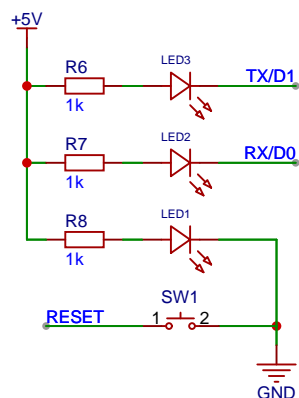 +5V
R6
LED3
TX/D1
1k
R7
LED2
RX/D0
1k
R8
LED1
1k
SW1
RESET
1
2
GND